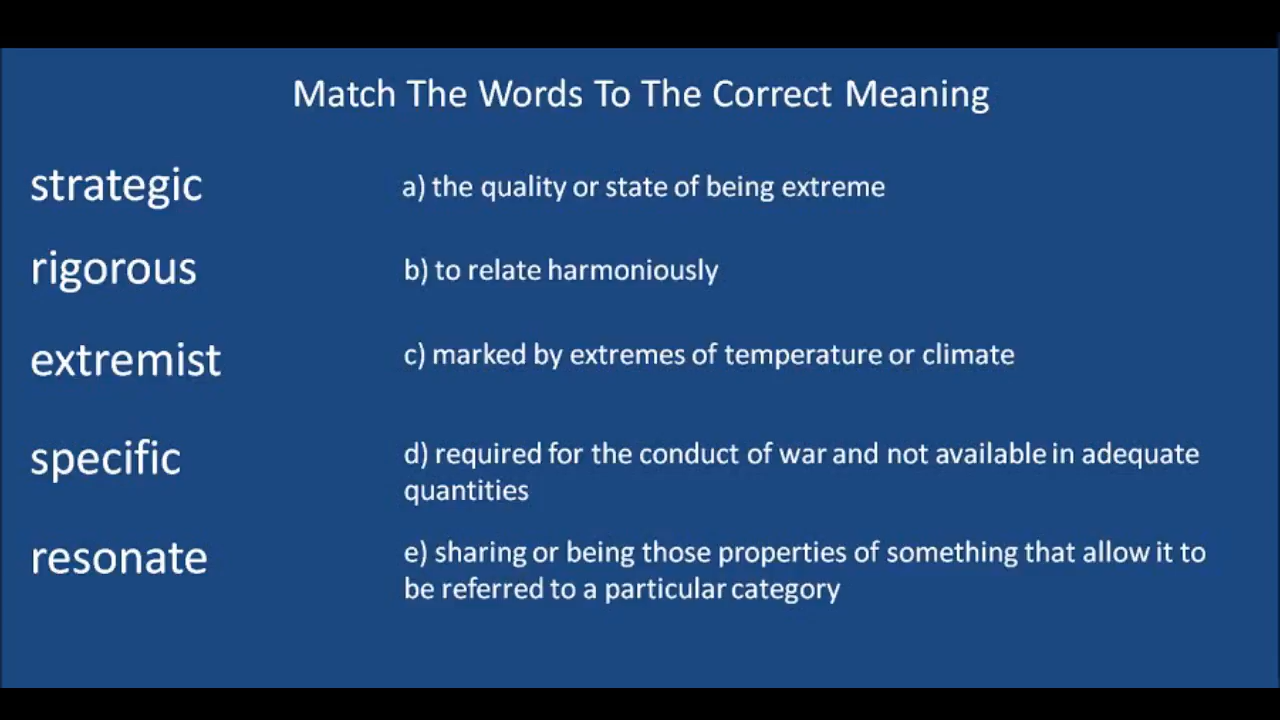 Match The Words To The Correct Meaning
strategic
a) the quality or state of being extreme
rigorous
b) to relate harmoniously
extremist
c) marked by extremes of temperature or climate
specific
d) required for the conduct of war and not available in adequate
quantities
resonate
e) sharing or being those properties of something that allow it to
be referred to a particular category